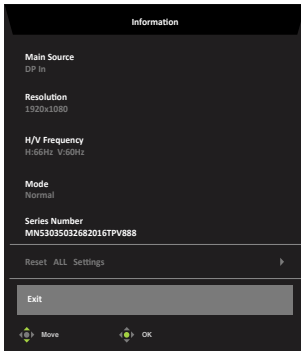 Information
Main Source
DP In
Resolution
1920x1080
H/V Frequency
H:66Hz V:60Hz
Mode
Normal
Series Number
MN53035032682016TPV888
Reset ALL Settings
Exit
Move OK